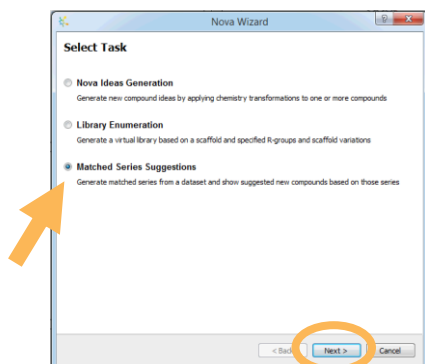 Nova Wizard
Select Task
Nova Ideas Generation
Generate new compound ideas by applying chemistry transformations to one or more compounds
Library Enumeration
Generate a virtual library based on a scaffold and specified R-groups and scaffold variations
Matched Series Suggestions
Generate matched series from a dataset and show suggested new compounds based on those series
< Back Next > Cancel